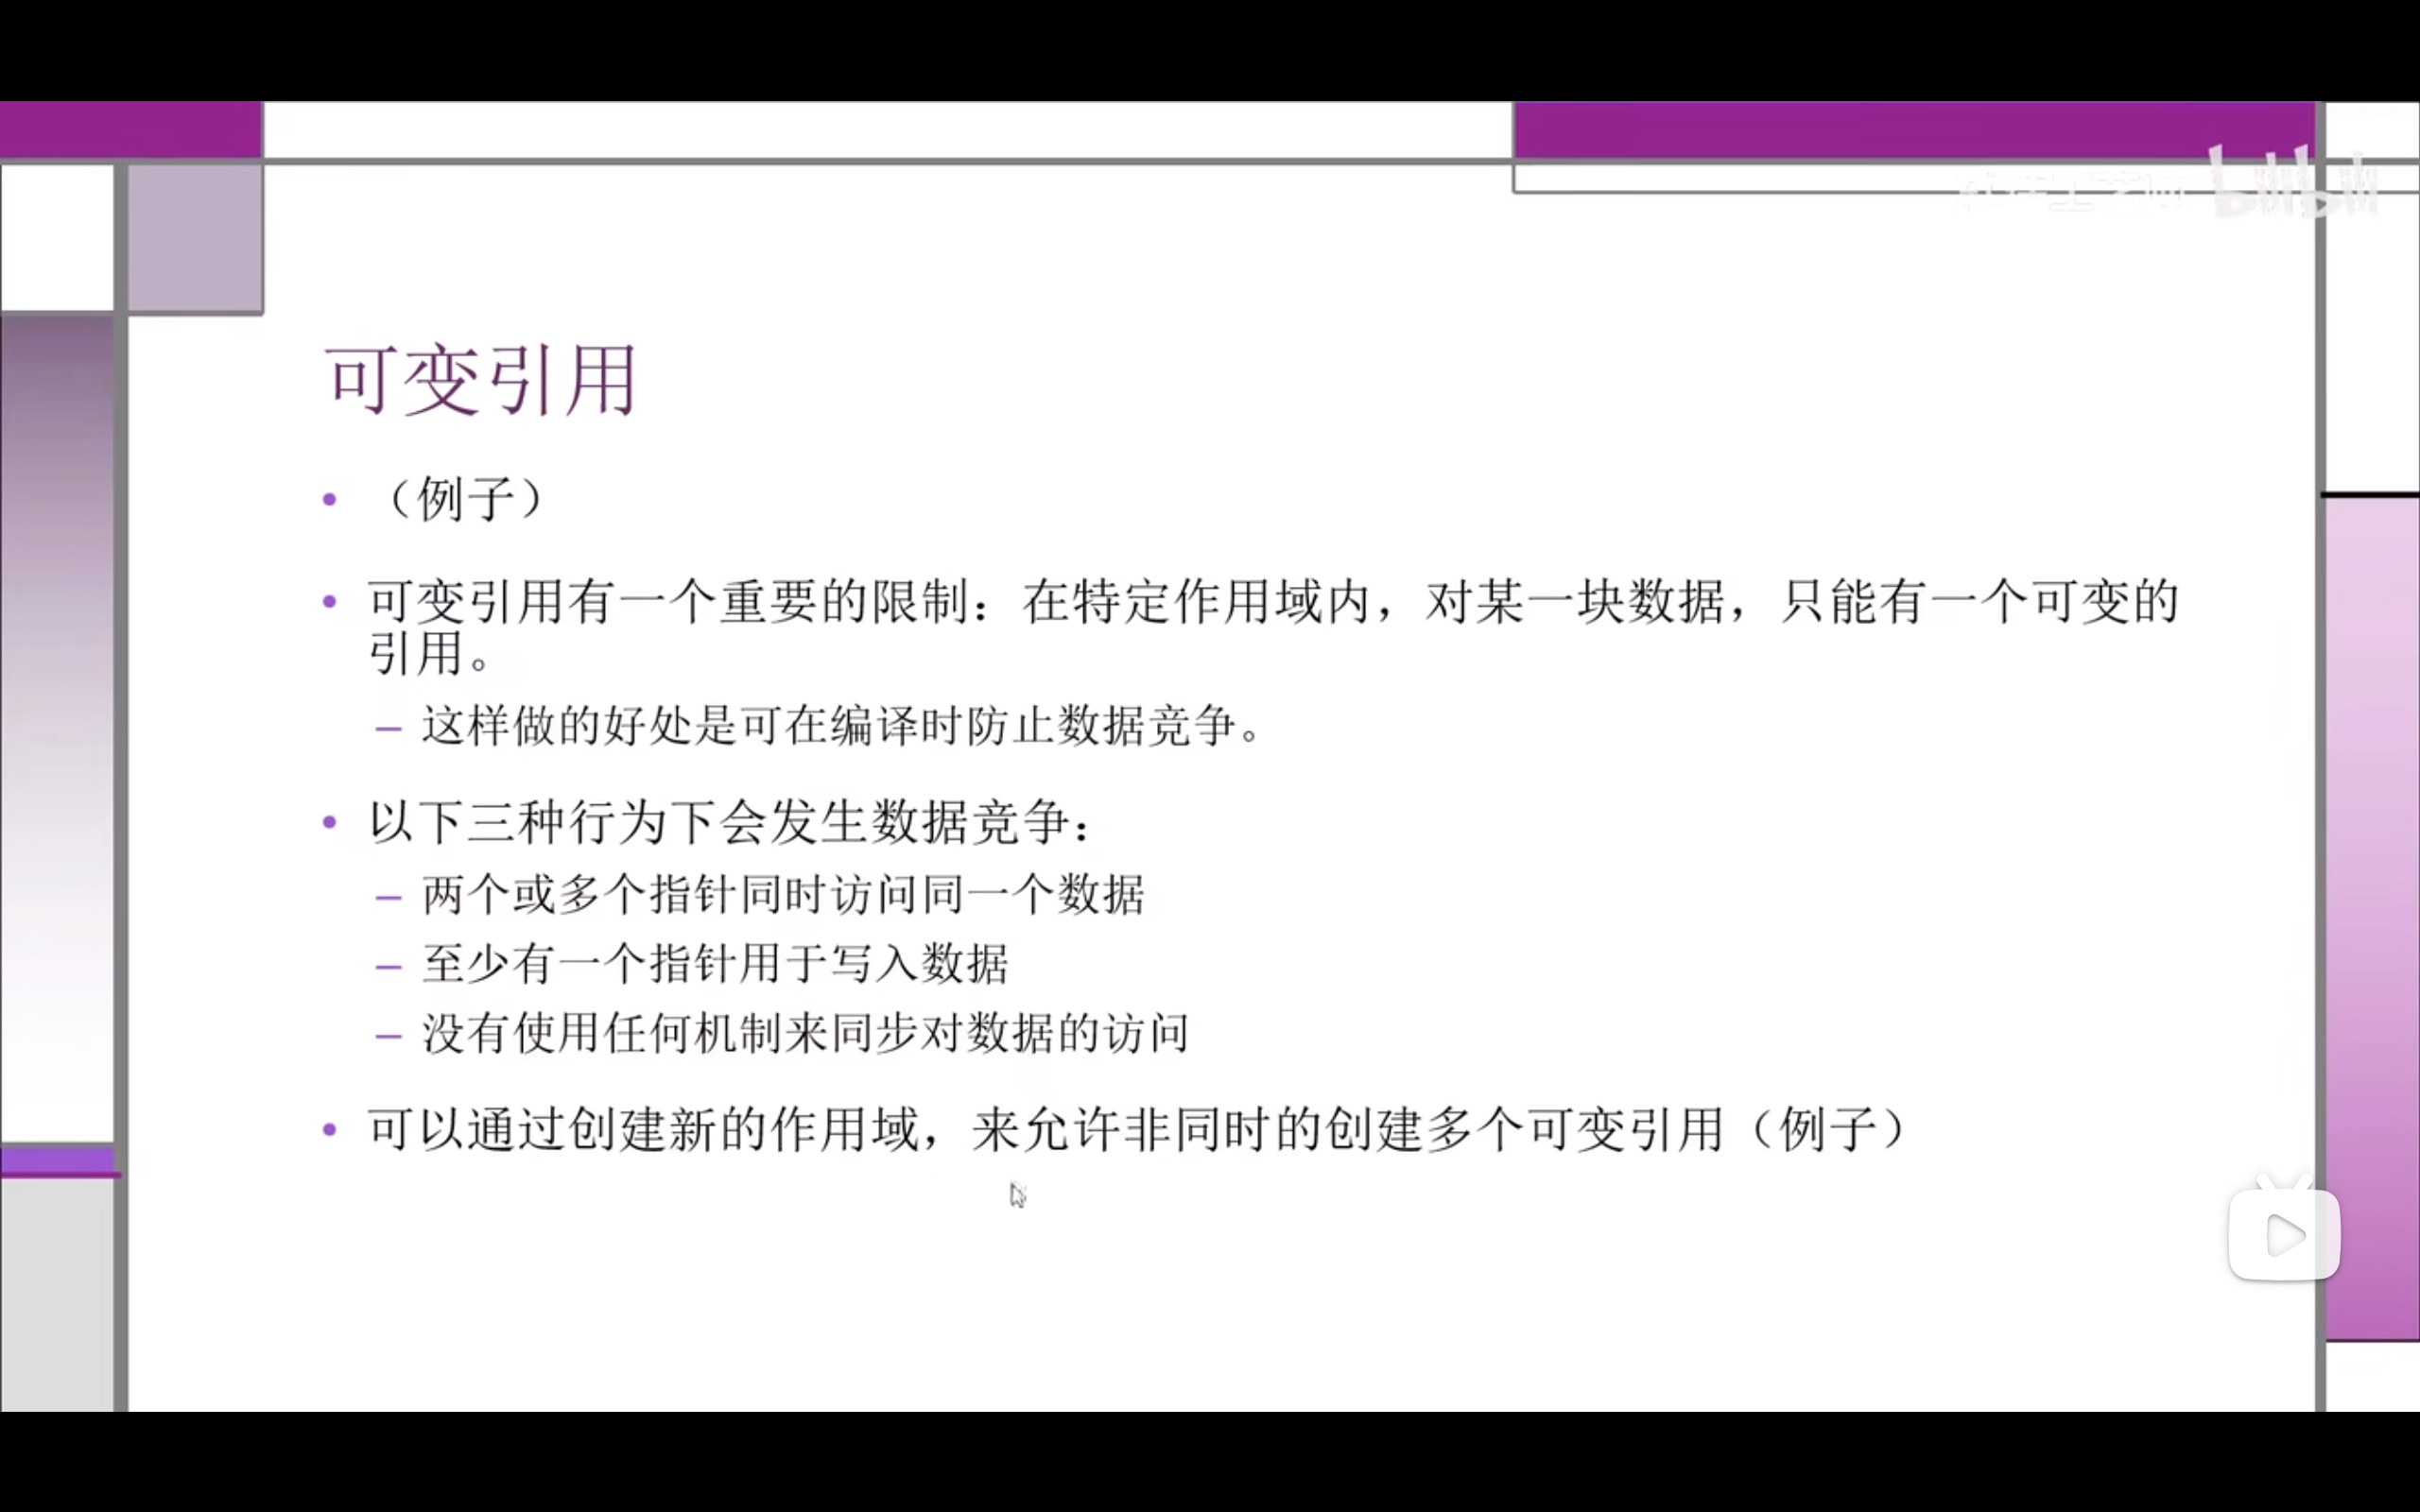 bilibili
可变引用
• （例子）
• 可变引用有一个重要的限制：在特定作用域内，对某一块数据，只能有一个可变的
引用。
– 这样做的好处是可在编译时防止数据竞争。
• 以下三种行为下会发生数据竞争：
– 两个或多个指针同时访问同一个数据
– 至少有一个指针用于写入数据
– 没有使用任何机制来同步对数据的访问
• 可以通过创建新的作用域，来允许非同时的创建多个可变引用（例子）